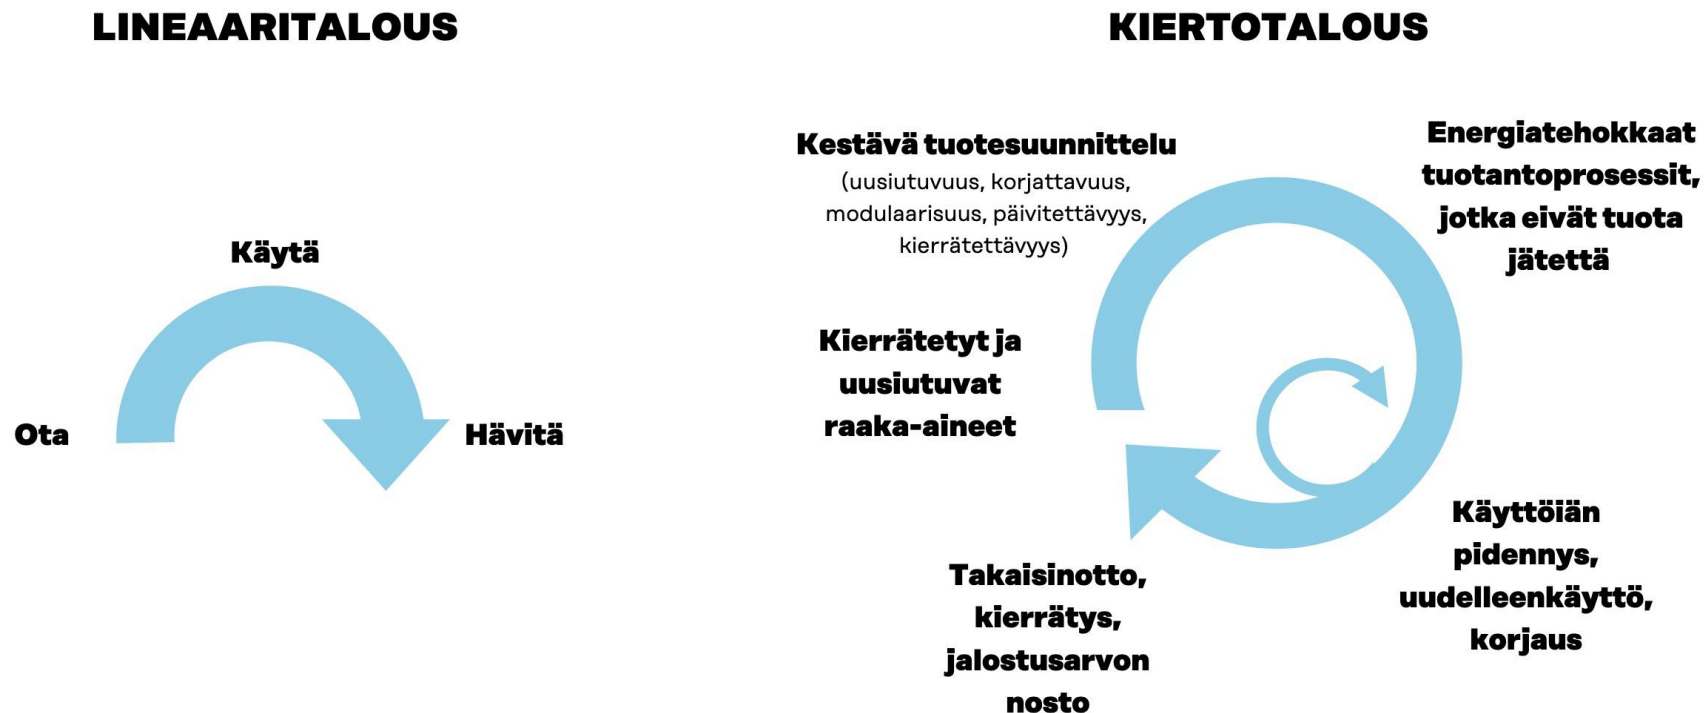 LINEAARITALOUS
Ota
Käytä
Hävitä
KIERTOTALOUS
Kierrätetyt ja
uusiutuvat
raaka-aineet
Kestävä tuotesuunnittelu
(uusiutuvuus, korjattavuus,
modulaarisuus, päivitettävyys,
kierrätettävyys)
Energiatehokkaat
tuotantoprosessit,
jotka eivät tuota
jätettä
Käyttöiän
pidennys,
uudelleenkäyttö,
korjaus
Takaisinotto,
kierrätys,
jalostusarvon
nosto